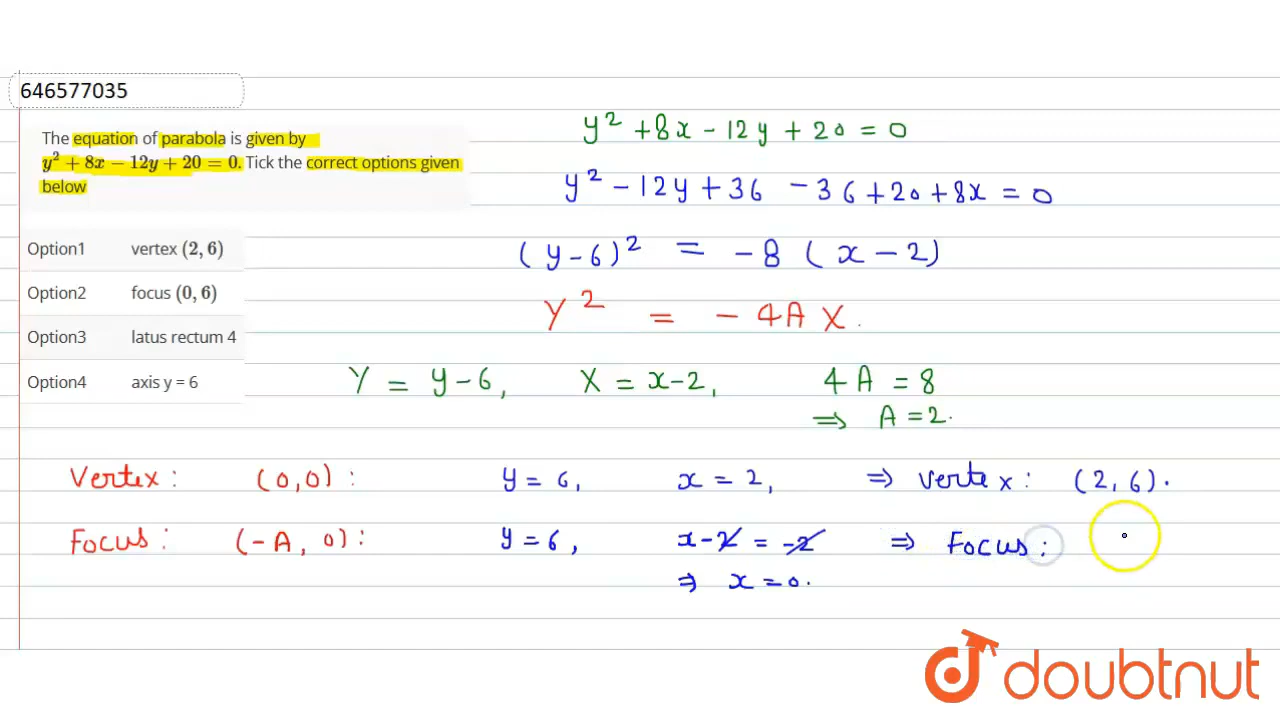 646577035
The equation of parabola is given by
y² + 8x − 12y + 20 = 0. Tick the correct options given
below
Option1 vertex (2, 6)
Option2 focus (0, 6)
Option3 latus rectum 4
Option4 axis y = 6
y² + 8x - 12y + 20 = 0
y² - 12y + 36 - 36 + 20 + 8x = 0
(y - 6)² = -8 (x - 2)
Y² = - 4A X.
Y = y - 6, X = x - 2, 4A = 8
⇒ A = 2.
Vertex: (0,0): y = 6, x = 2, ⇒ Vertex: (2, 6).
Focus: (-A, 0): y = 6, x - 2 = -2 ⇒ Focus:
⇒ x = 0.
doubtnut